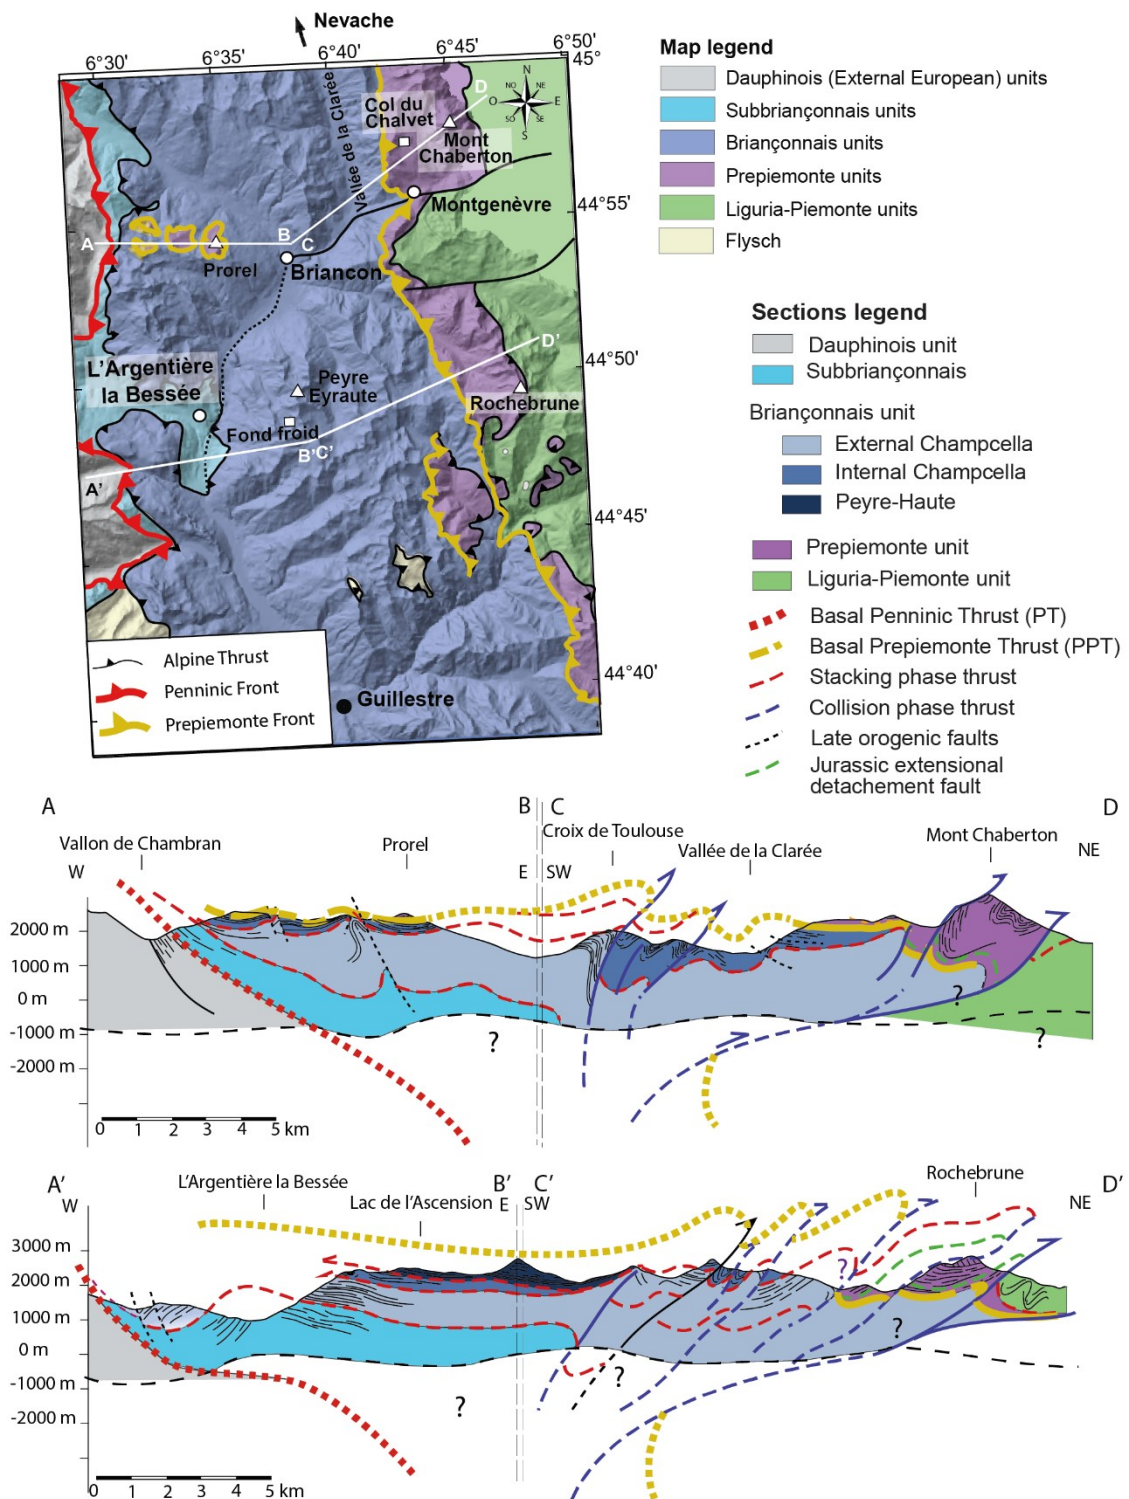 Nevache
6°30'
6°35'
6°40'
6°45'
6°50'
45°
44°55'
44°50'
44°45'
44°40'
N
NO
NE
O
E
SO
SE
S
Vallée de la Clarée
D
Col du
Chalvet
Mont
Chaberton
Montgenèvre
A
B
C
Prorel
Briancon
D'
L'Argentière
la Bessée
Peyre
Eyraute
Rochebrune
Fond froid
B'C'
A'
Guillestre
Alpine Thrust
Penninic Front
Prepiemonte Front
Map legend
Dauphinois (External European) units
Subbriançonnais units
Briançonnais units
Prepiemonte units
Liguria-Piemonte units
Flysch
Sections legend
Dauphinois unit
Subbriançonnais
Briançonnais unit
External Champcella
Internal Champcella
Peyre-Haute
Prepiemonte unit
Liguria-Piemonte unit
Basal Penninic Thrust (PT)
Basal Prepiemonte Thrust (PPT)
Stacking phase thrust
Collision phase thrust
Late orogenic faults
Jurassic extensional
detachement fault
A
B
C
D
Vallon de Chambran
Prorel
Croix de Toulouse
Vallée de la Clarée
Mont Chaberton
W
E
SW
NE
2000 m
1000 m
0 m
-1000 m
-2000 m
?
?
?
0 1 2 3 4 5 km
A'
B'
C'
D'
L'Argentière la Bessée
Lac de l'Ascension
Rochebrune
W
E
SW
NE
3000 m
2000 m
1000 m
0 m
-1000 m
-2000 m
?
?
?
?
0 1 2 3 4 5 km